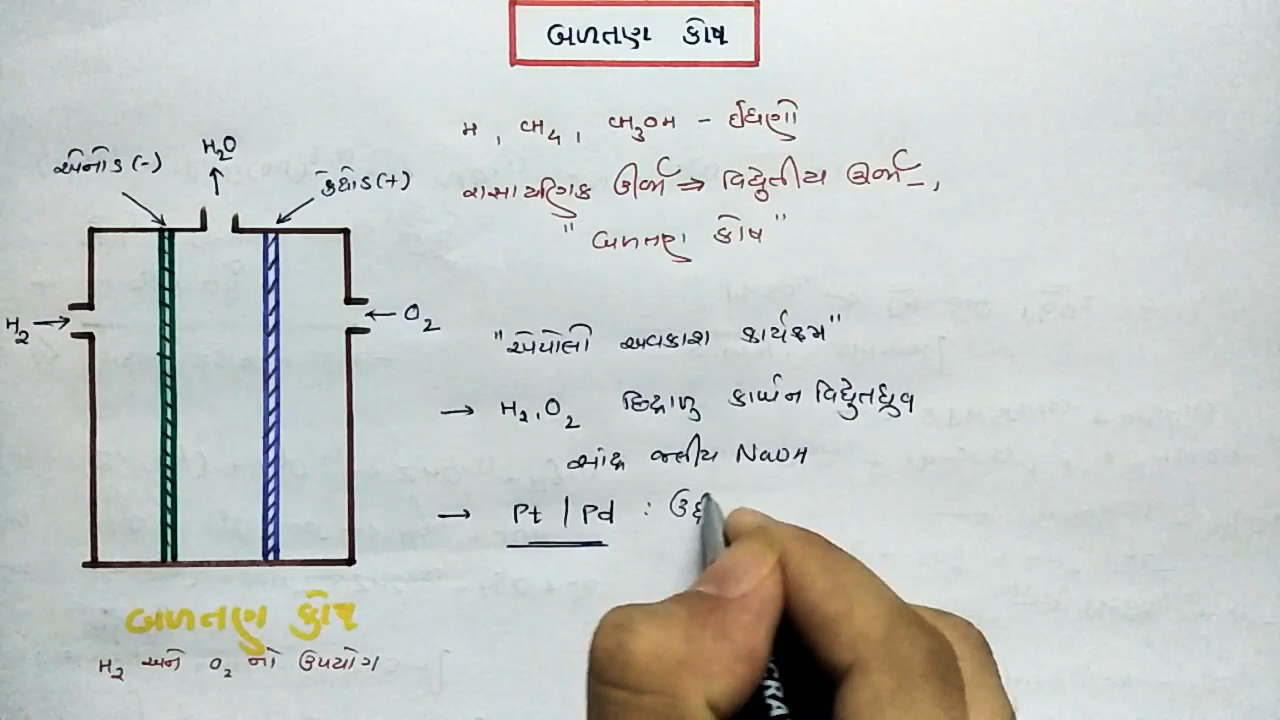 બળતણ કોષ
H, CH4, CH3OH - ઈંધણો
રાસાયણિક ઊર્જા ⇒ વિદ્યુતીય ઊર્જા,
"બળતણ કોષ"
H2O
એનોડ (-)
કેથોડ (+)
H2 →
← O2
"એપોલો અવકાશ કાર્યક્રમ"
→ H2, O2 છિદ્રાળુ કાર્બન વિદ્યુતધ્રુવ
સાંદ્ર જલીય NaOH
→ Pt / Pd : ઉદ્દી
બળતણ કોષ
H2 અને O2 નો ઉપયોગ